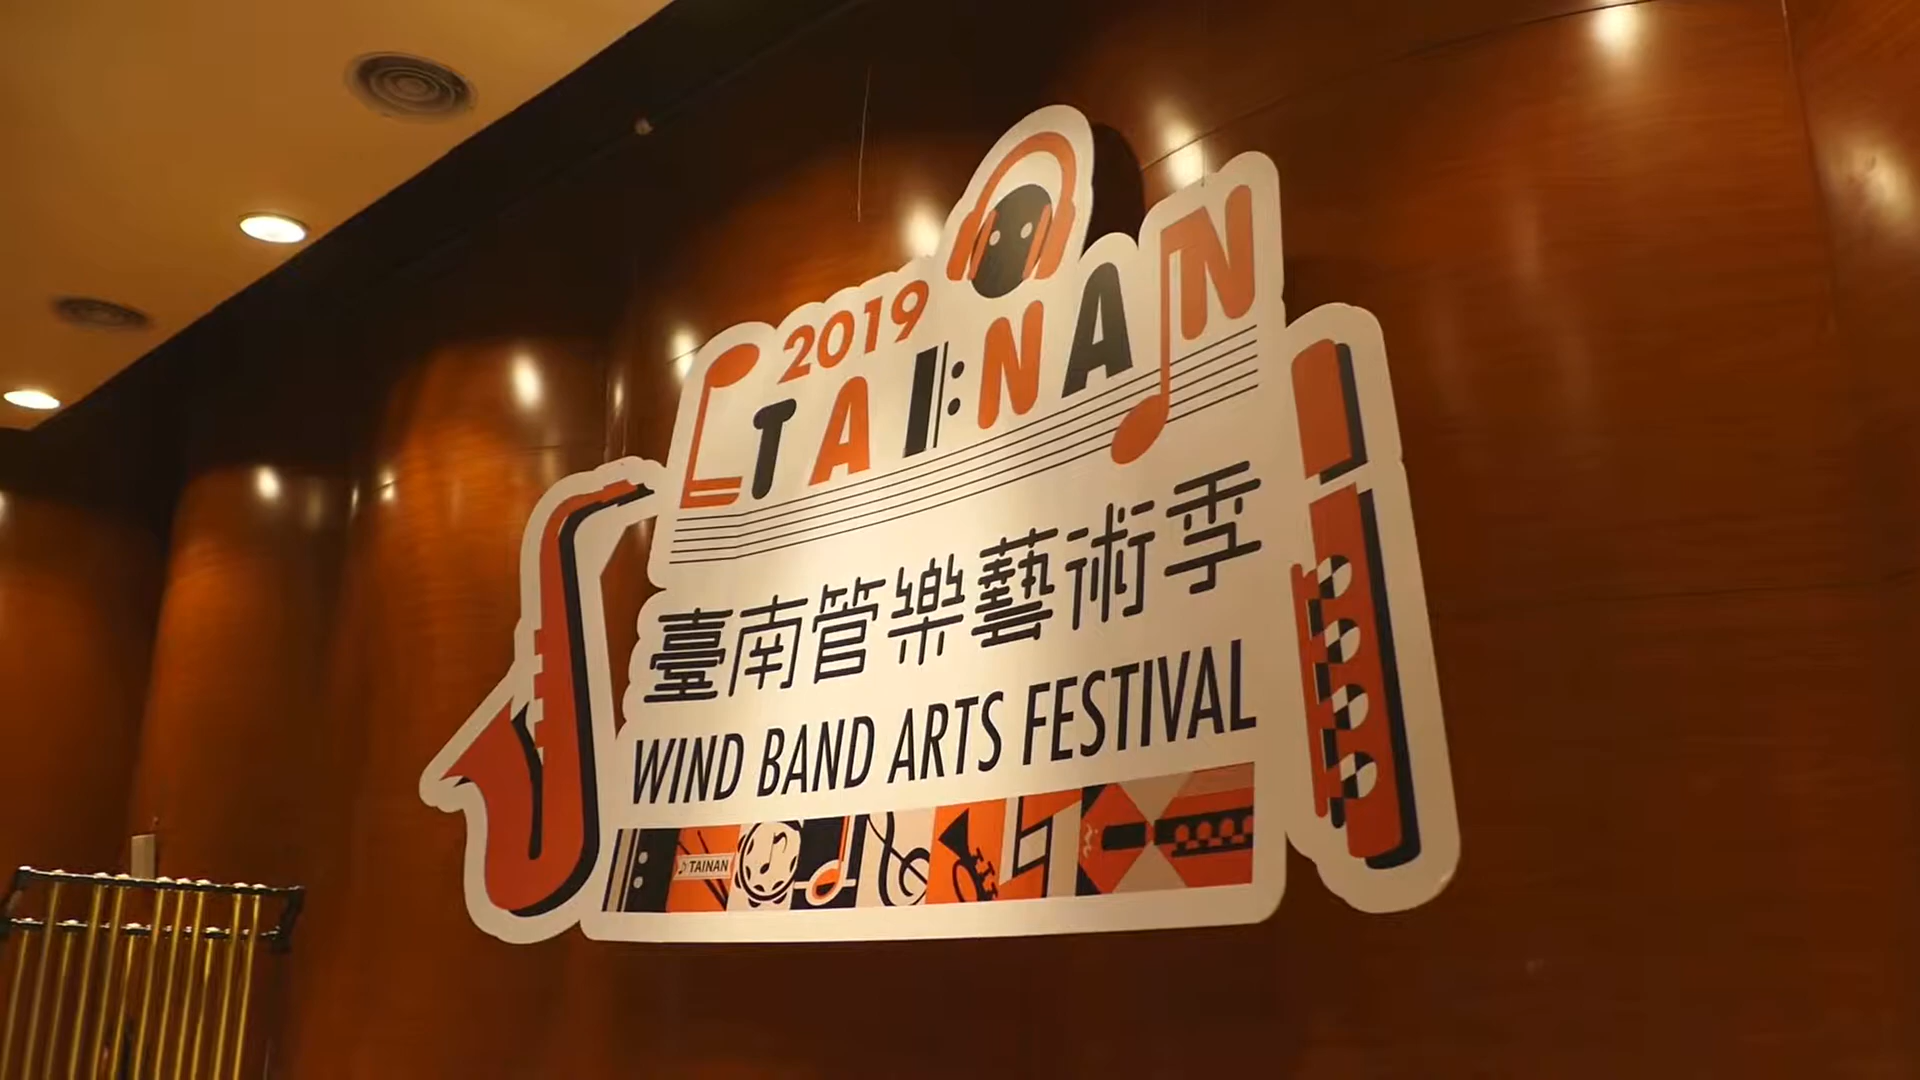 2019
TAINAN
臺南管樂藝術季
WIND BAND ARTS FESTIVAL
TAINAN